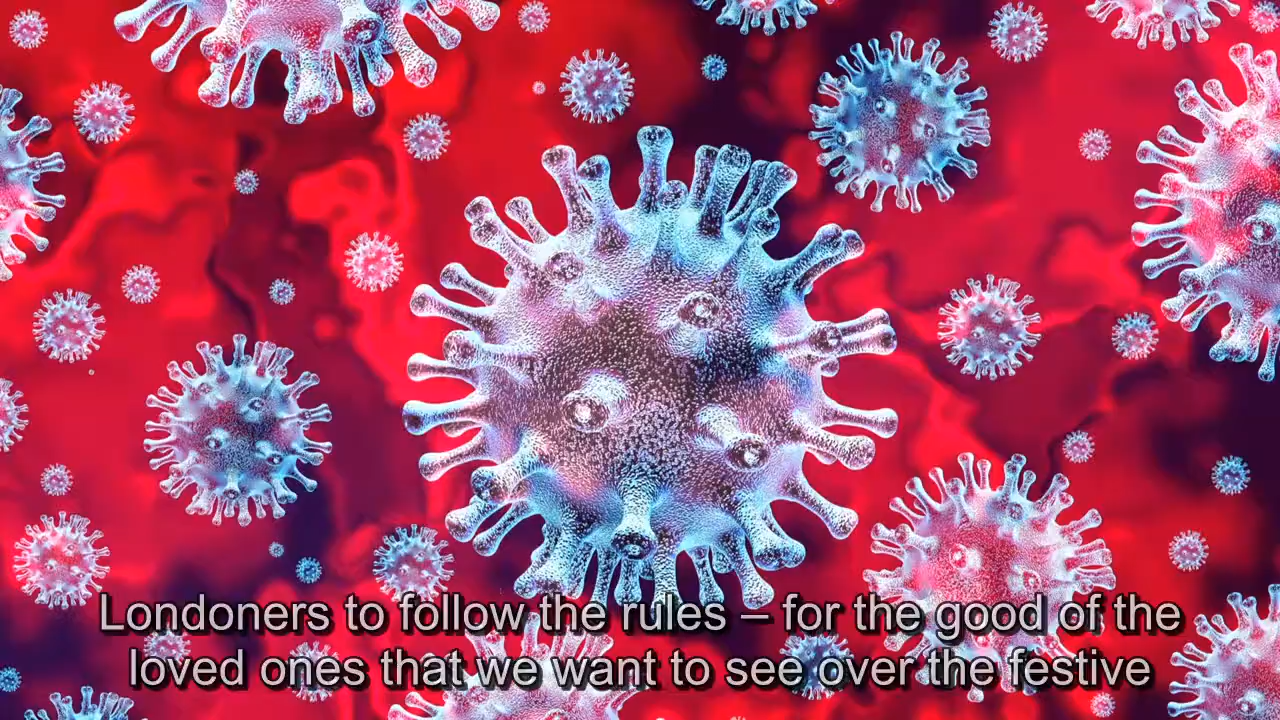 Londoners to follow the rules – for the good of the
loved ones that we want to see over the festive